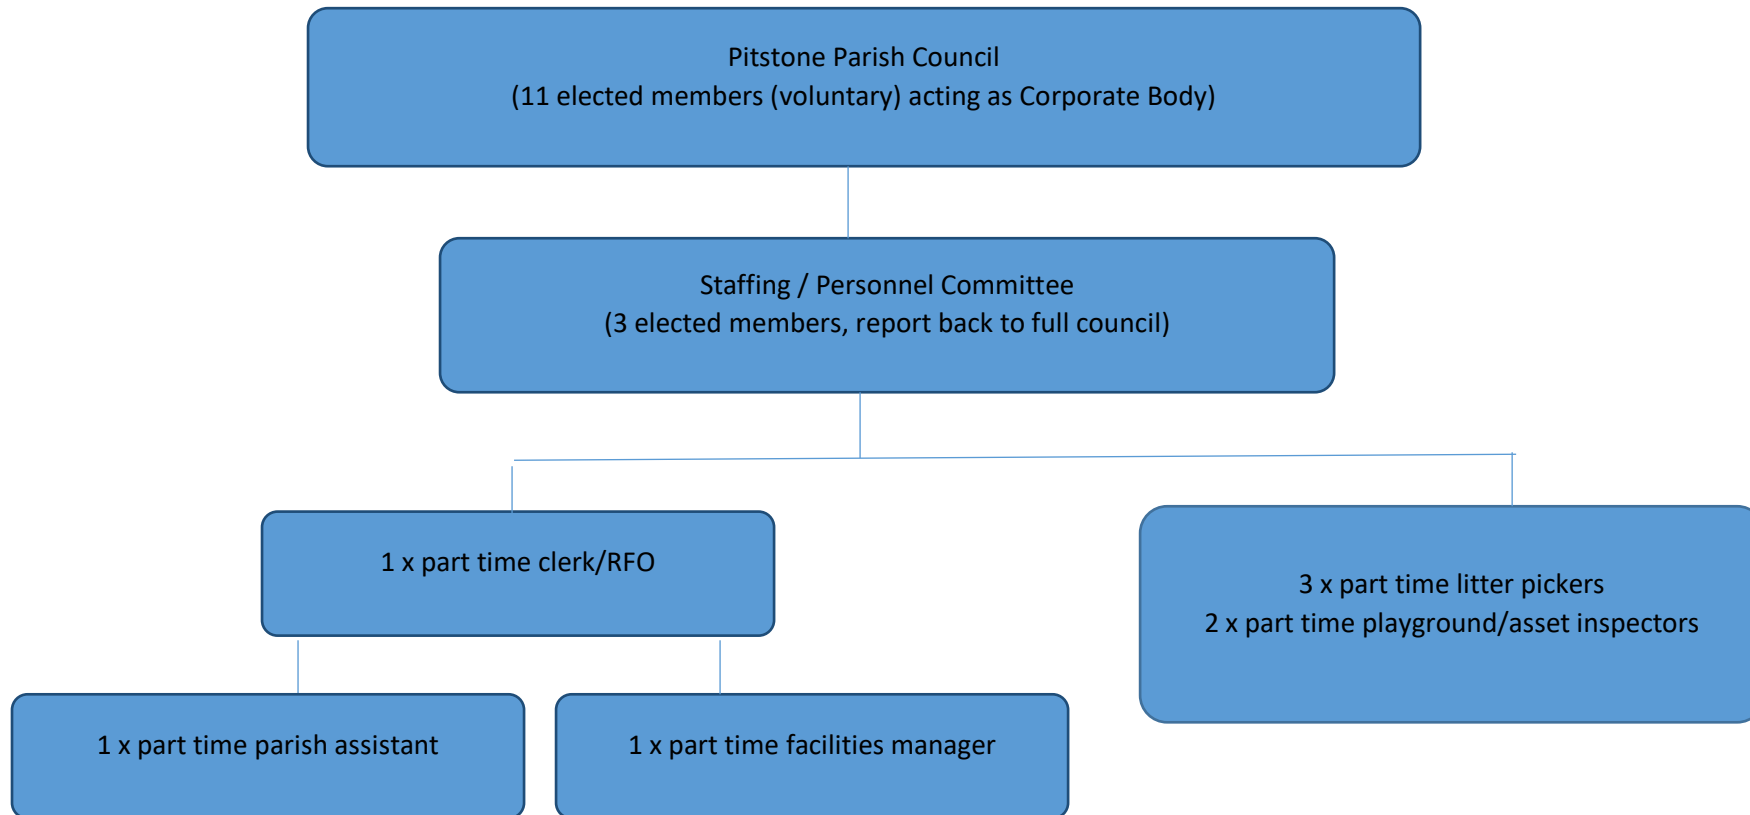 Pitstone Parish Council
(11 elected members (voluntary) acting as Corporate Body)
Staffing / Personnel Committee
(3 elected members, report back to full council)
1 x part time clerk/RFO
3 x part time litter pickers
2 x part time playground/asset inspectors
1 x part time parish assistant
1 x part time facilities manager